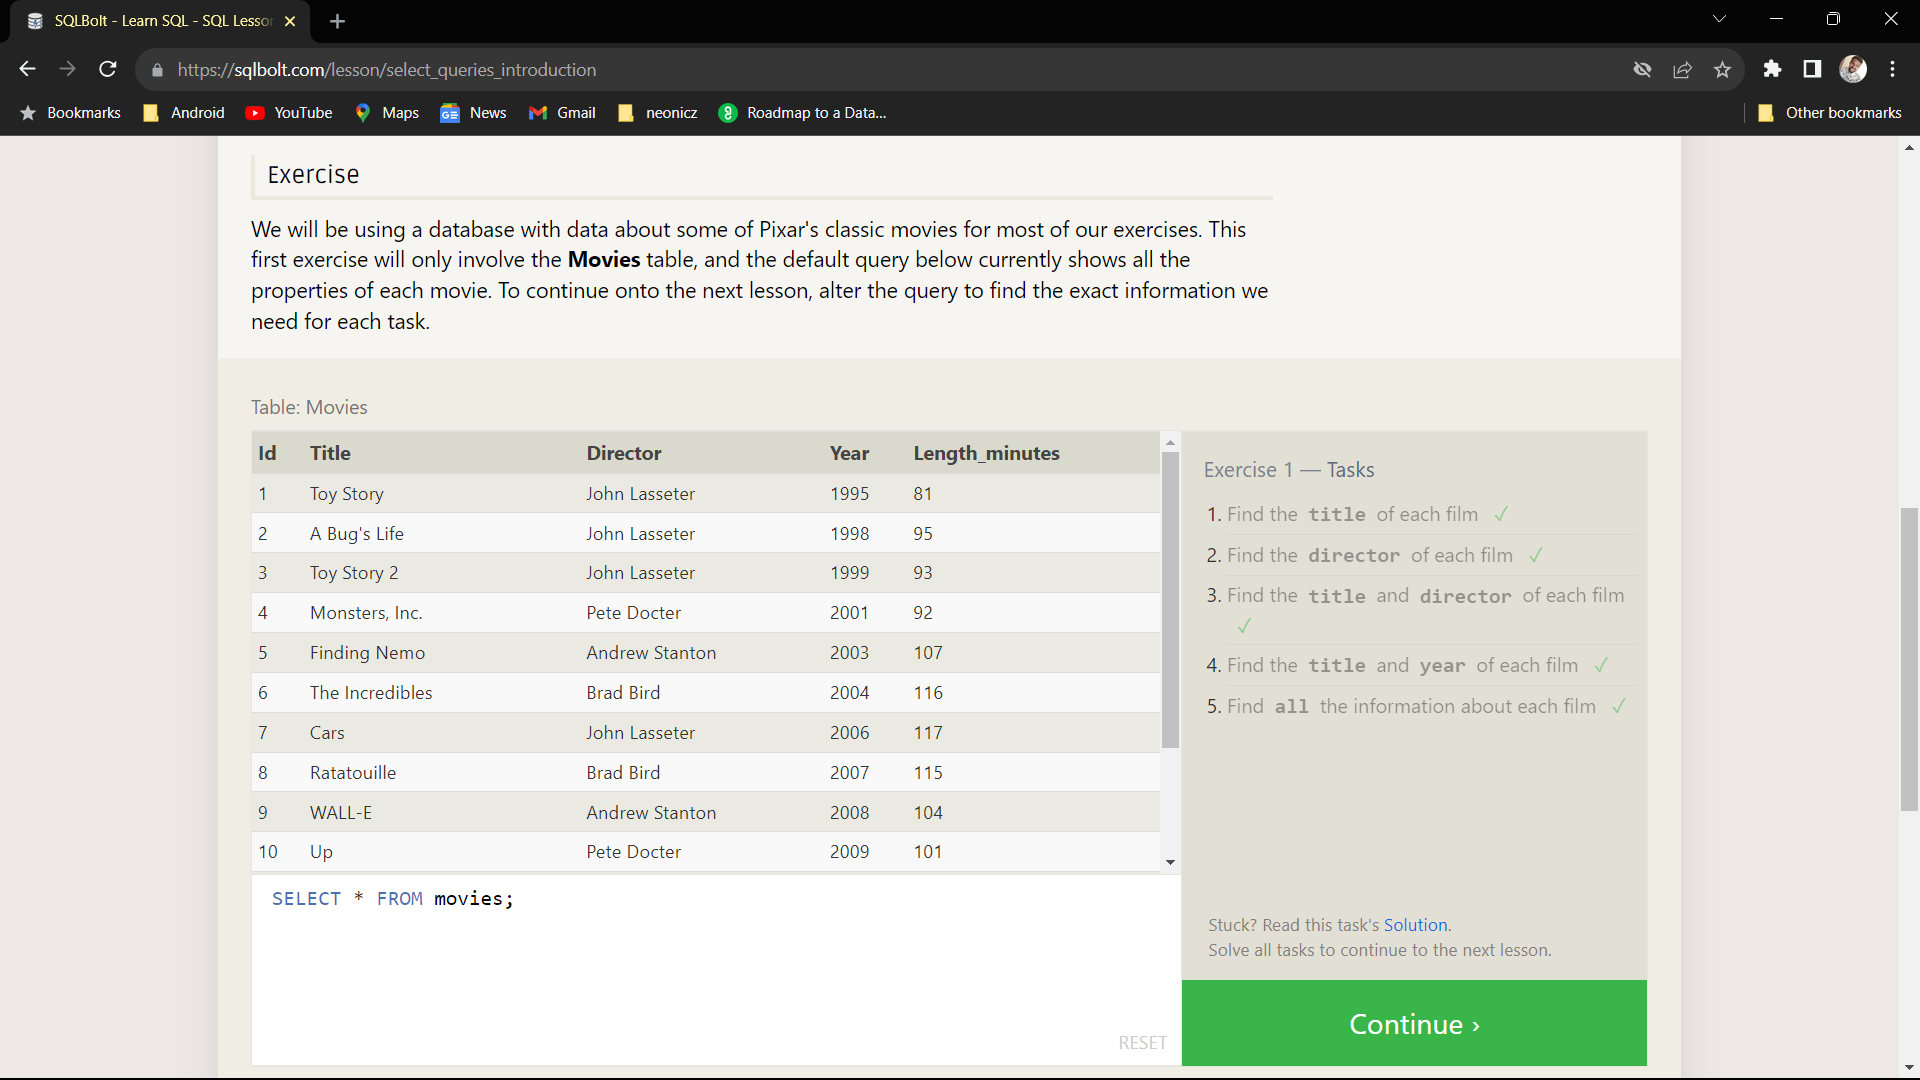 SQLBolt - Learn SQL - SQL Lesso
https://sqlbolt.com/lesson/select_queries_introduction
Bookmarks Android YouTube Maps News Gmail neonicz Roadmap to a Data... Other bookmarks
Exercise
We will be using a database with data about some of Pixar's classic movies for most of our exercises. This
first exercise will only involve the Movies table, and the default query below currently shows all the
properties of each movie. To continue onto the next lesson, alter the query to find the exact information we
need for each task.
Table: Movies
Id Title Director Year Length_minutes
1 Toy Story John Lasseter 1995 81
2 A Bug's Life John Lasseter 1998 95
3 Toy Story 2 John Lasseter 1999 93
4 Monsters, Inc. Pete Docter 2001 92
5 Finding Nemo Andrew Stanton 2003 107
6 The Incredibles Brad Bird 2004 116
7 Cars John Lasseter 2006 117
8 Ratatouille Brad Bird 2007 115
9 WALL-E Andrew Stanton 2008 104
10 Up Pete Docter 2009 101
SELECT * FROM movies;
RESET
Exercise 1 — Tasks
1. Find the title of each film ✓
2. Find the director of each film ✓
3. Find the title and director of each film
✓
4. Find the title and year of each film ✓
5. Find all the information about each film ✓
Stuck? Read this task's Solution.
Solve all tasks to continue to the next lesson.
Continue ›